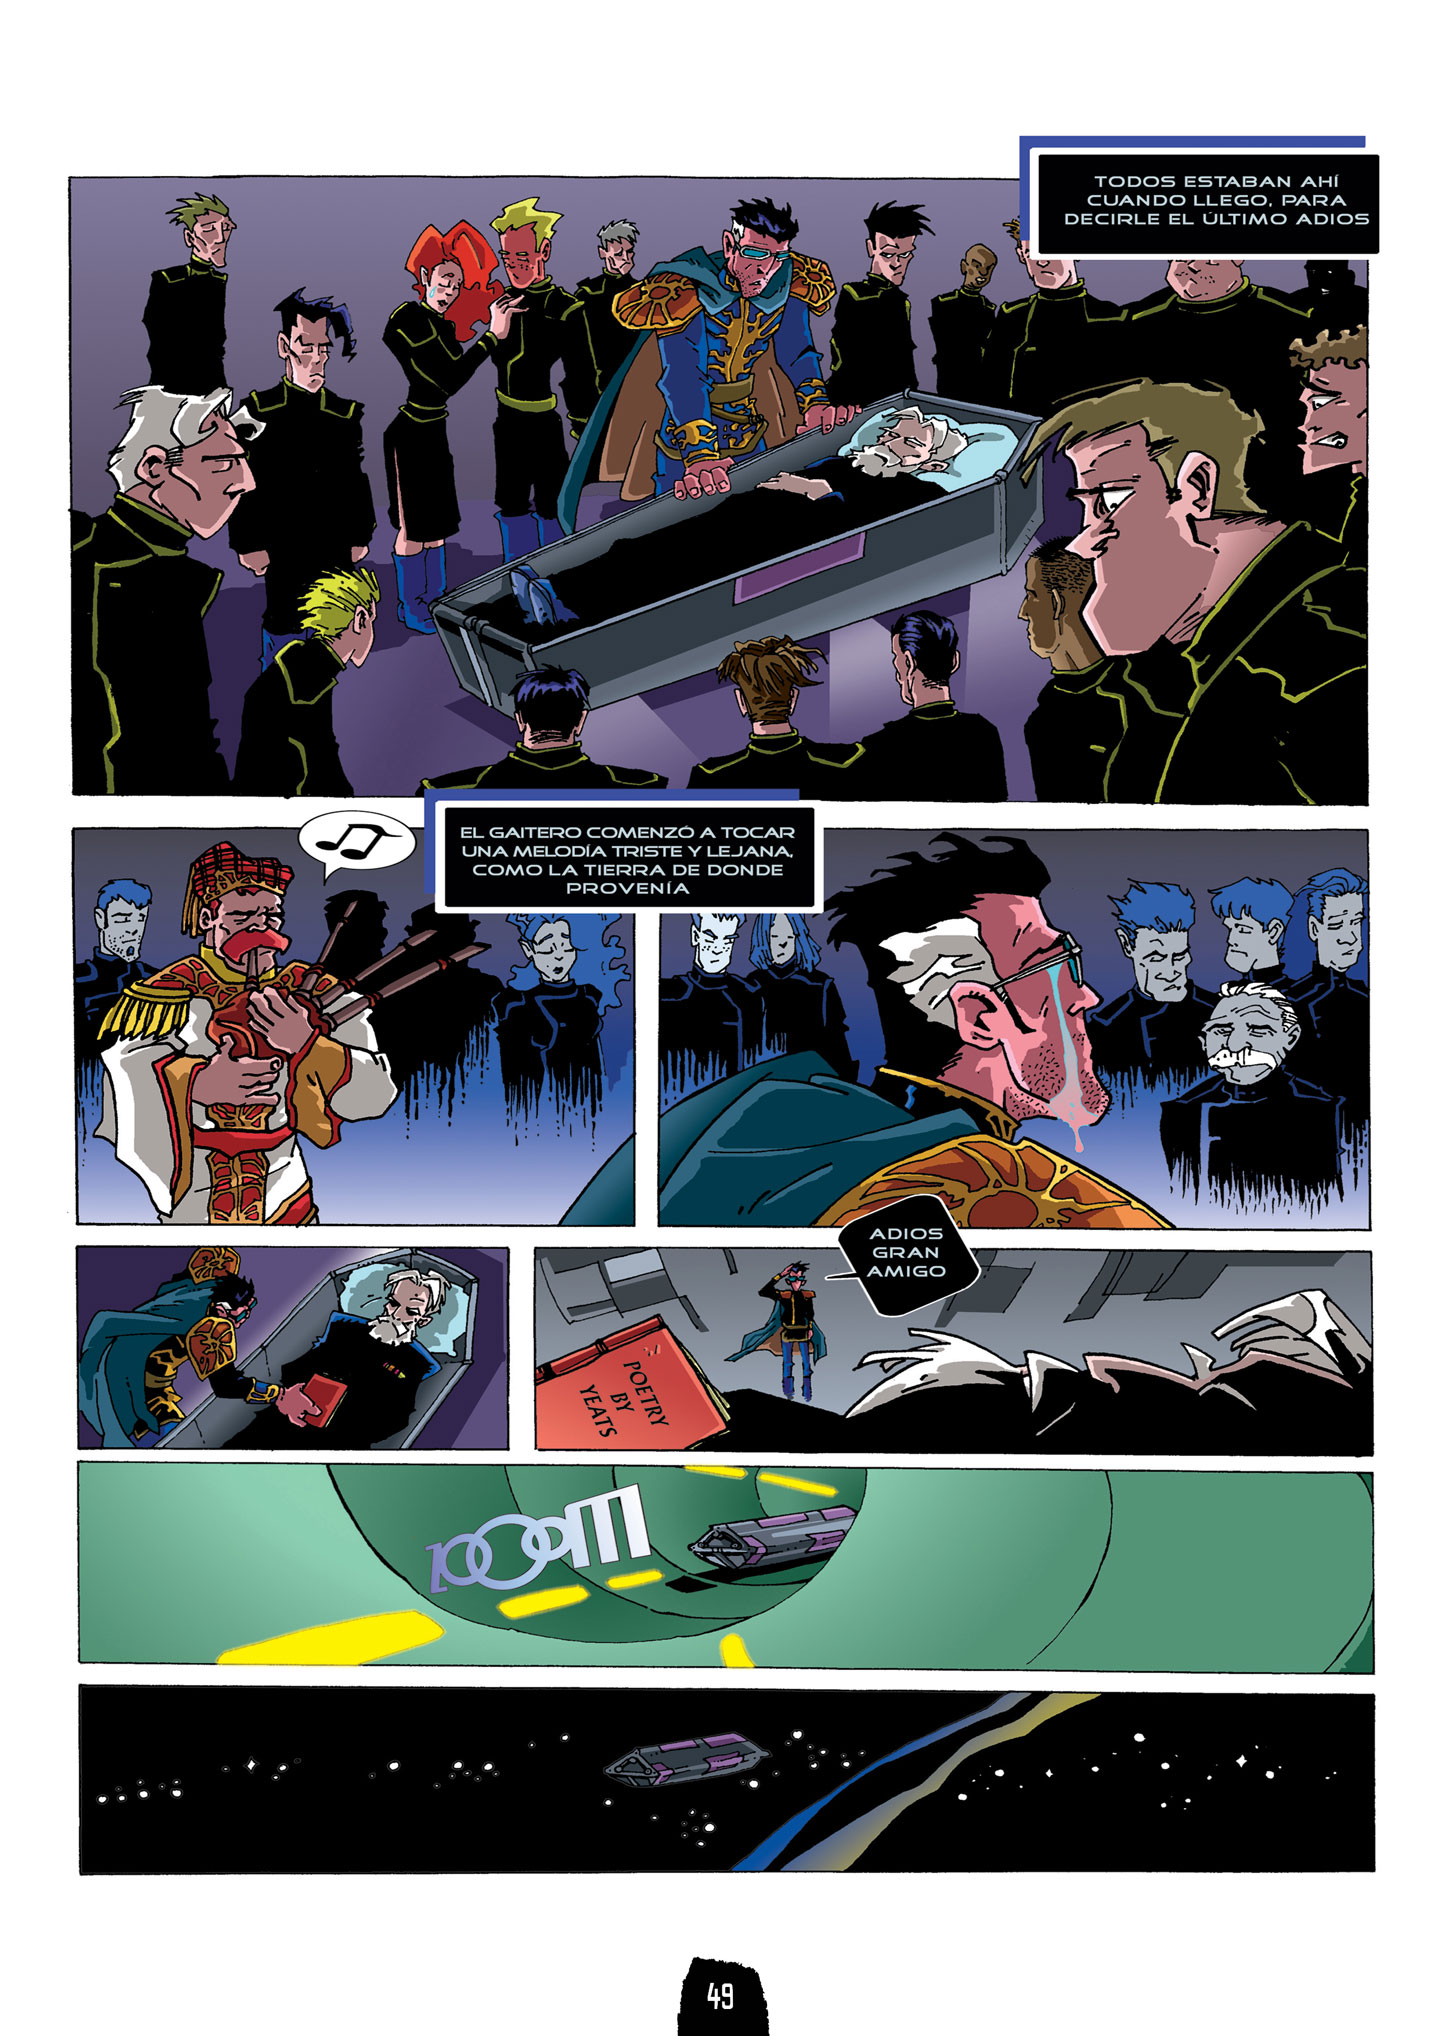 TODOS ESTABAN AHÍ
CUANDO LLEGO, PARA
DECIRLE EL ÚLTIMO ADIOS
EL GAITERO COMENZÓ A TOCAR
UNA MELODÍA TRISTE Y LEJANA,
COMO LA TIERRA DE DONDE
PROVENÍA
ADIOS
GRAN
AMIGO
POETRY
BY
YEATS
100m
49